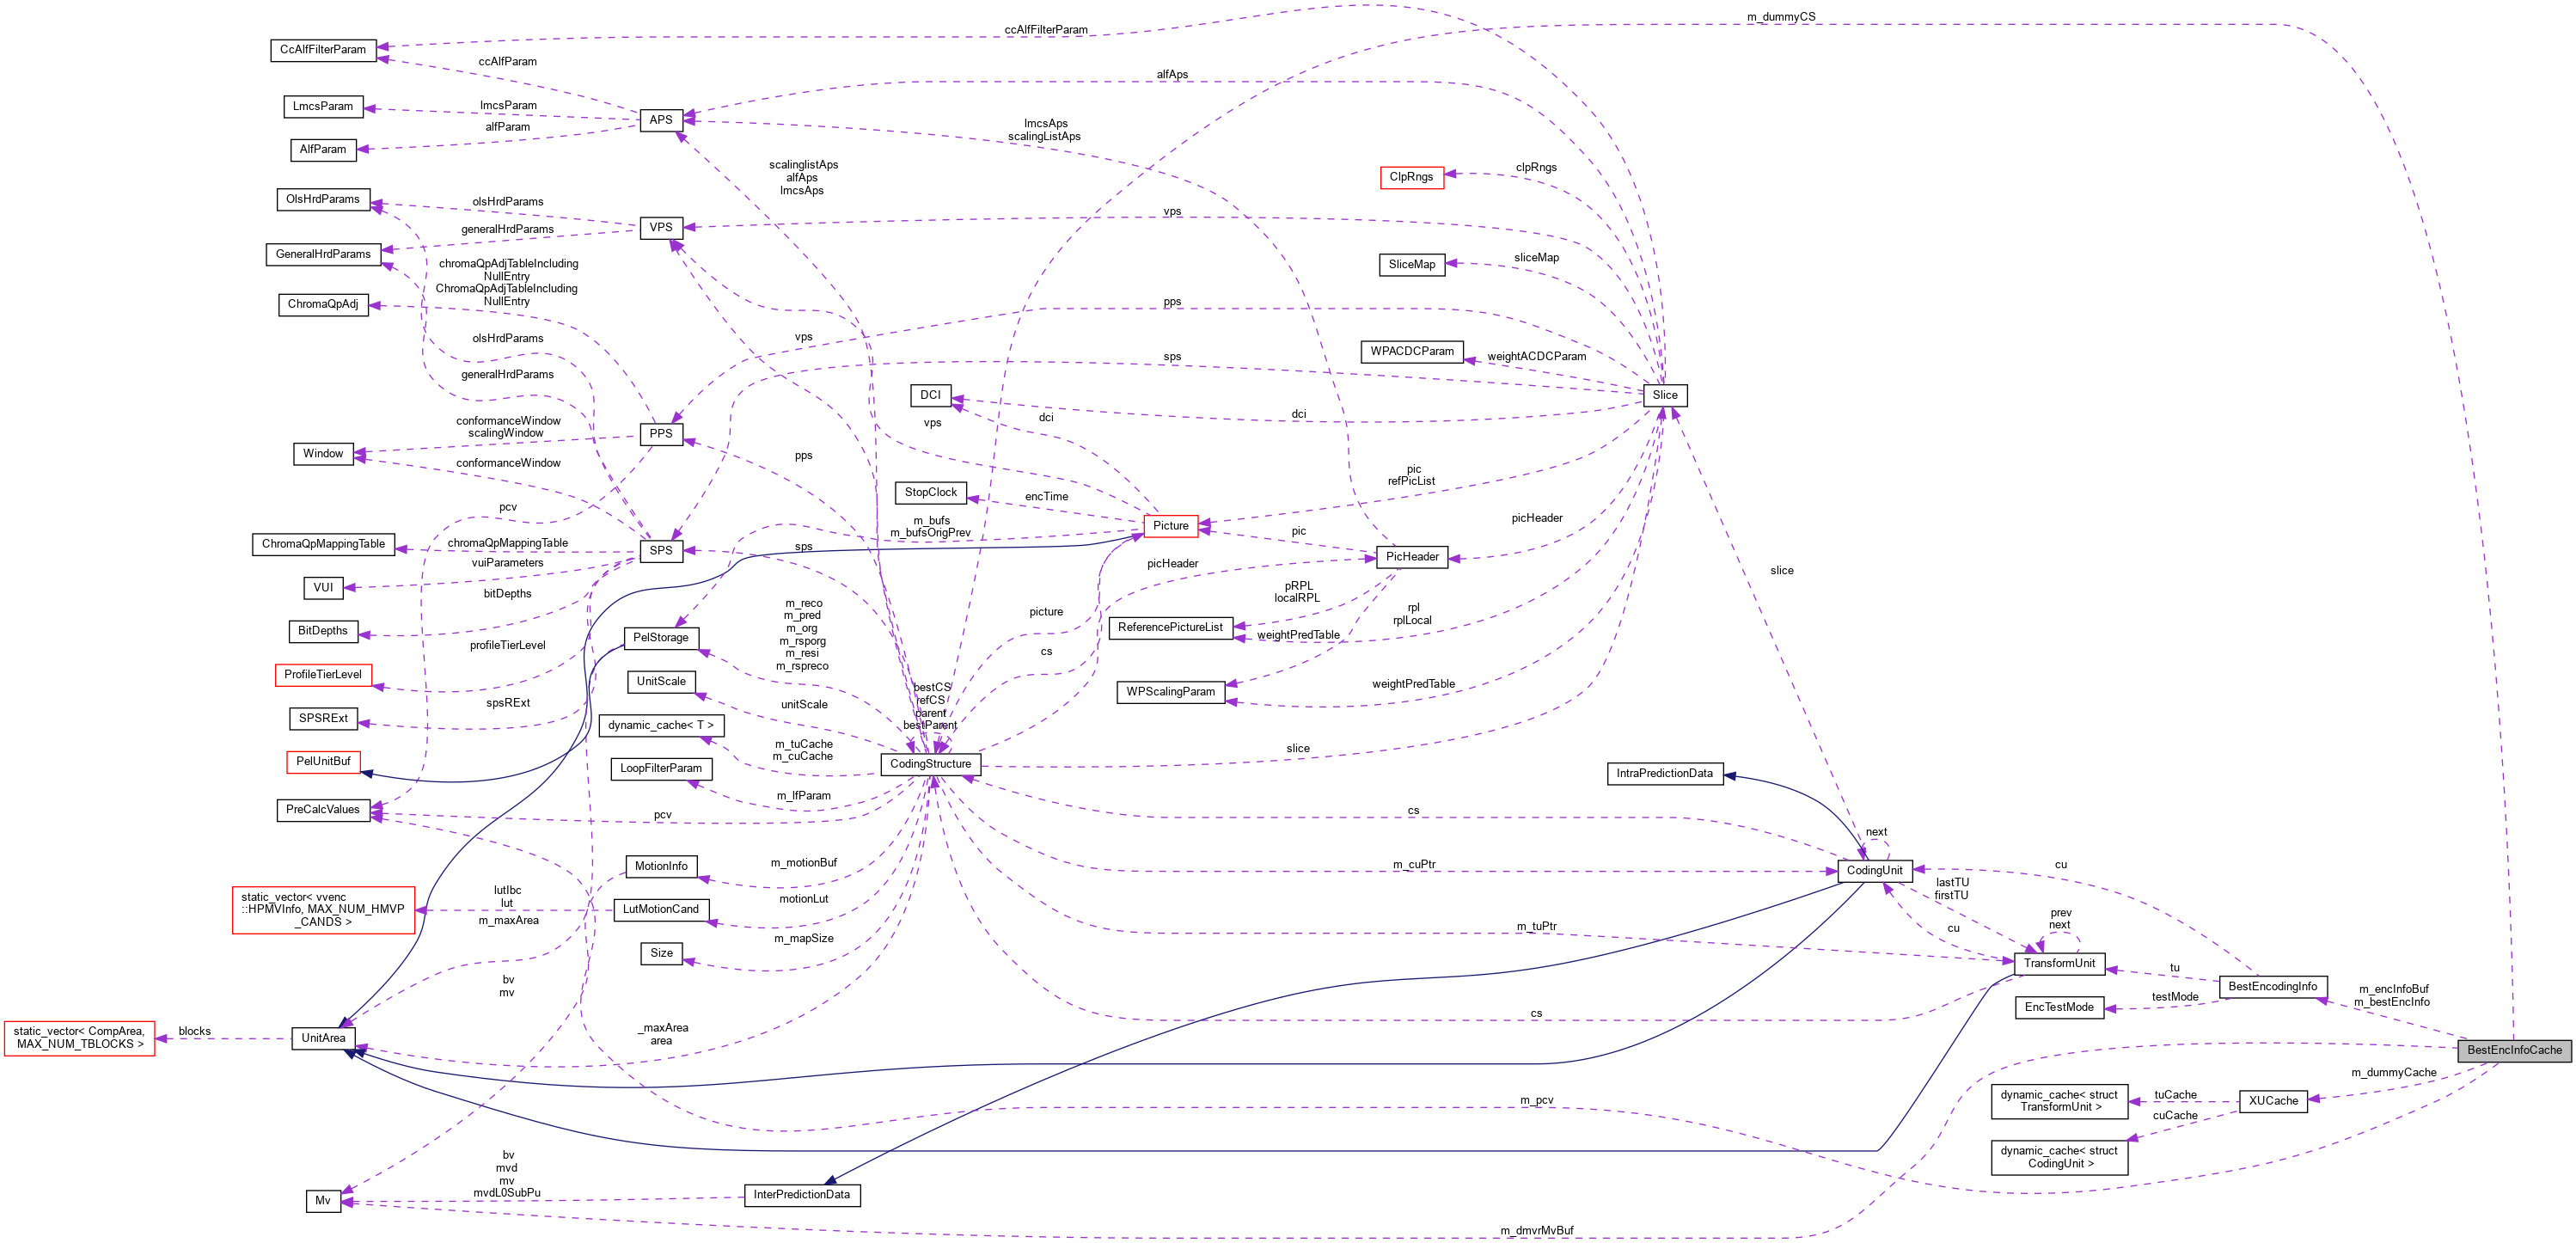 m_dummyCS
ccAlfFilterParam
CcAlfFilterParam
ccAlfParam
alfAps
LmcsParam
lmcsParam
APS
alfParam
AlfParam
lmcsAps
scalingListAps
scalinglistAps
alfAps
lmcsAps
clpRngs
ClpRngs
OlsHrdParams
olsHrdParams
vps
VPS
generalHrdParams
GeneralHrdParams
sliceMap
SliceMap
chromaQpAdjTableIncluding
NullEntry
ChromaQpAdjTableIncluding
NullEntry
ChromaQpAdj
pps
olsHrdParams
vps
sps
WPACDCParam
weightACDCParam
generalHrdParams
DCI
Slice
dci
dci
vps
conformanceWindow
scalingWindow
PPS
Window
conformanceWindow
pps
pic
refPicList
StopClock
encTime
pcv
m_bufs
m_bufsOrigPrev
Picture
picHeader
pic
ChromaQpMappingTable
chromaQpMappingTable
SPS
sps
PicHeader
vuiParameters
VUI
picHeader
slice
bitDepths
pRPL
localRPL
m_reco
m_pred
m_org
m_rsporg
m_resi
m_rspreco
picture
rpl
rplLocal
BitDepths
PelStorage
ReferencePictureList
weightPredTable
profileTierLevel
cs
ProfileTierLevel
UnitScale
WPScalingParam
weightPredTable
bestCS
refCS
parent
bestParent
spsRExt
unitScale
SPSRExt
dynamic_cache< T >
m_tuCache
m_cuCache
slice
PelUnitBuf
LoopFilterParam
CodingStructure
IntraPredictionData
m_lfParam
PreCalcValues
pcv
cs
next
MotionInfo
m_motionBuf
m_cuPtr
CodingUnit
cu
lutIbc
lut
static_vector< vvenc
::HPMVInfo, MAX_NUM_HMVP
_CANDS >
LutMotionCand
motionLut
lastTU
firstTU
m_maxArea
prev
next
m_tuPtr
cu
m_mapSize
Size
TransformUnit
tu
BestEncodingInfo
bv
mv
testMode
EncTestMode
m_encInfoBuf
m_bestEncInfo
cs
static_vector< CompArea,
MAX_NUM_TBLOCKS >
blocks
UnitArea
_maxArea
area
BestEncInfoCache
m_dummyCache
dynamic_cache< struct
TransformUnit >
tuCache
XUCache
m_pcv
cuCache
dynamic_cache< struct
CodingUnit >
bv
mvd
mv
mvdL0SubPu
Mv
InterPredictionData
m_dmvrMvBuf